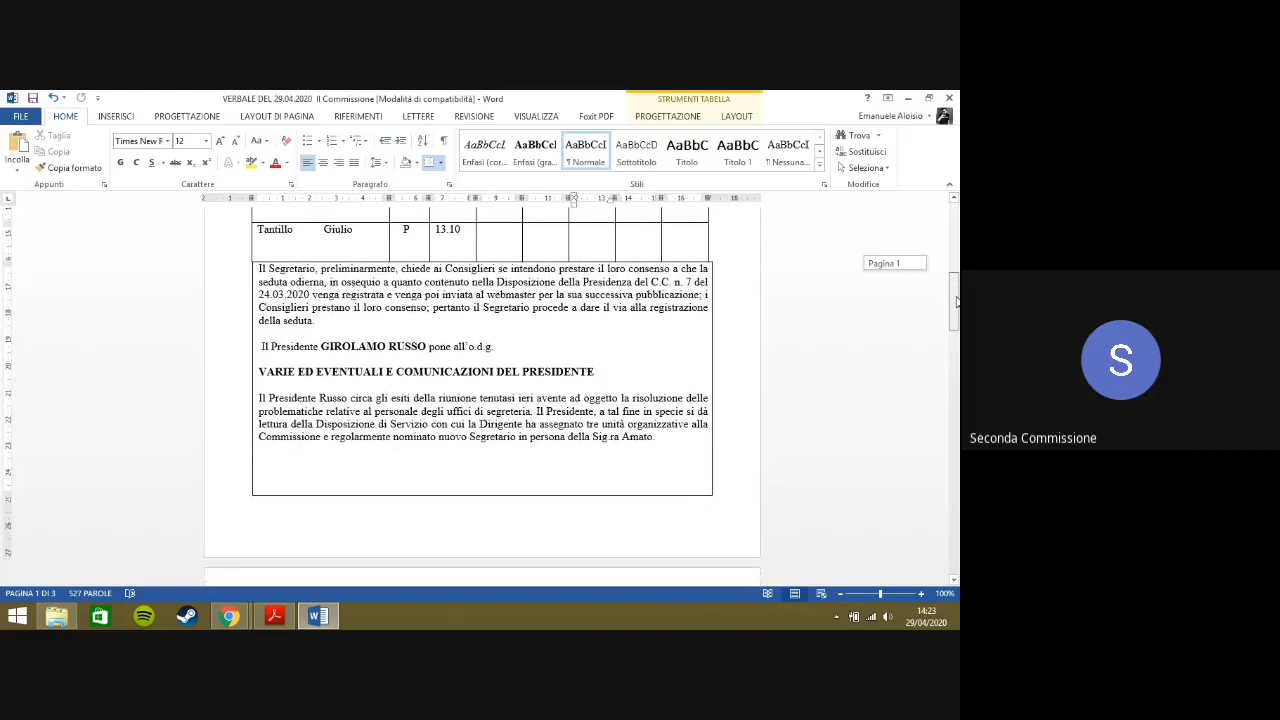 VERBALE DEL 29.04.2020 II Commissione [Modalità di compatibilità] - Word
STRUMENTI TABELLA
FILE HOME INSERISCI PROGETTAZIONE LAYOUT DI PAGINA RIFERIMENTI LETTERE REVISIONE VISUALIZZA Foxit PDF PROGETTAZIONE LAYOUT
Emanuele Aloisio
Incolla
Taglia
Copia
Copia formato
Times New F 12
G C S abc
AaBbCcI AaBbCcI AaBbCcI AaBbCcD AaBbC AaBbC AaBbCcI
Enfasi (cor... Enfasi (gra... ¶ Normale Sottotitolo Titolo Titolo 1 ¶ Nessuna...
Trova
Sostituisci
Seleziona
Appunti Carattere Paragrafo Stili Modifica
Tantillo Giulio P 13.10
Pagina 1
Il Segretario, preliminarmente, chiede ai Consiglieri se intendono prestare il loro consenso a che la
seduta odierna, in ossequio a quanto contenuto nella Disposizione della Presidenza del C.C. n. 7 del
24.03.2020 venga registrata e venga poi inviata al webmaster per la sua successiva pubblicazione; i
Consiglieri prestano il loro consenso; pertanto il Segretario procede a dare il via alla registrazione
della seduta.
Il Presidente GIROLAMO RUSSO pone all'o.d.g.
VARIE ED EVENTUALI E COMUNICAZIONI DEL PRESIDENTE
Il Presidente Russo circa gli esiti della riunione tenutasi ieri avente ad oggetto la risoluzione delle
problematiche relative al personale degli uffici di segreteria. Il Presidente, a tal fine in specie si dà
lettura della Disposizione di Servizio con cui la Dirigente ha assegnato tre unità organizzative alla
Commissione e regolarmente nominato muovo Segretario in persona della Sig.ra Amato.
PAGINA 1 DI 3 527 PAROLE
100%
14:23
29/04/2020
S
Seconda Commissione